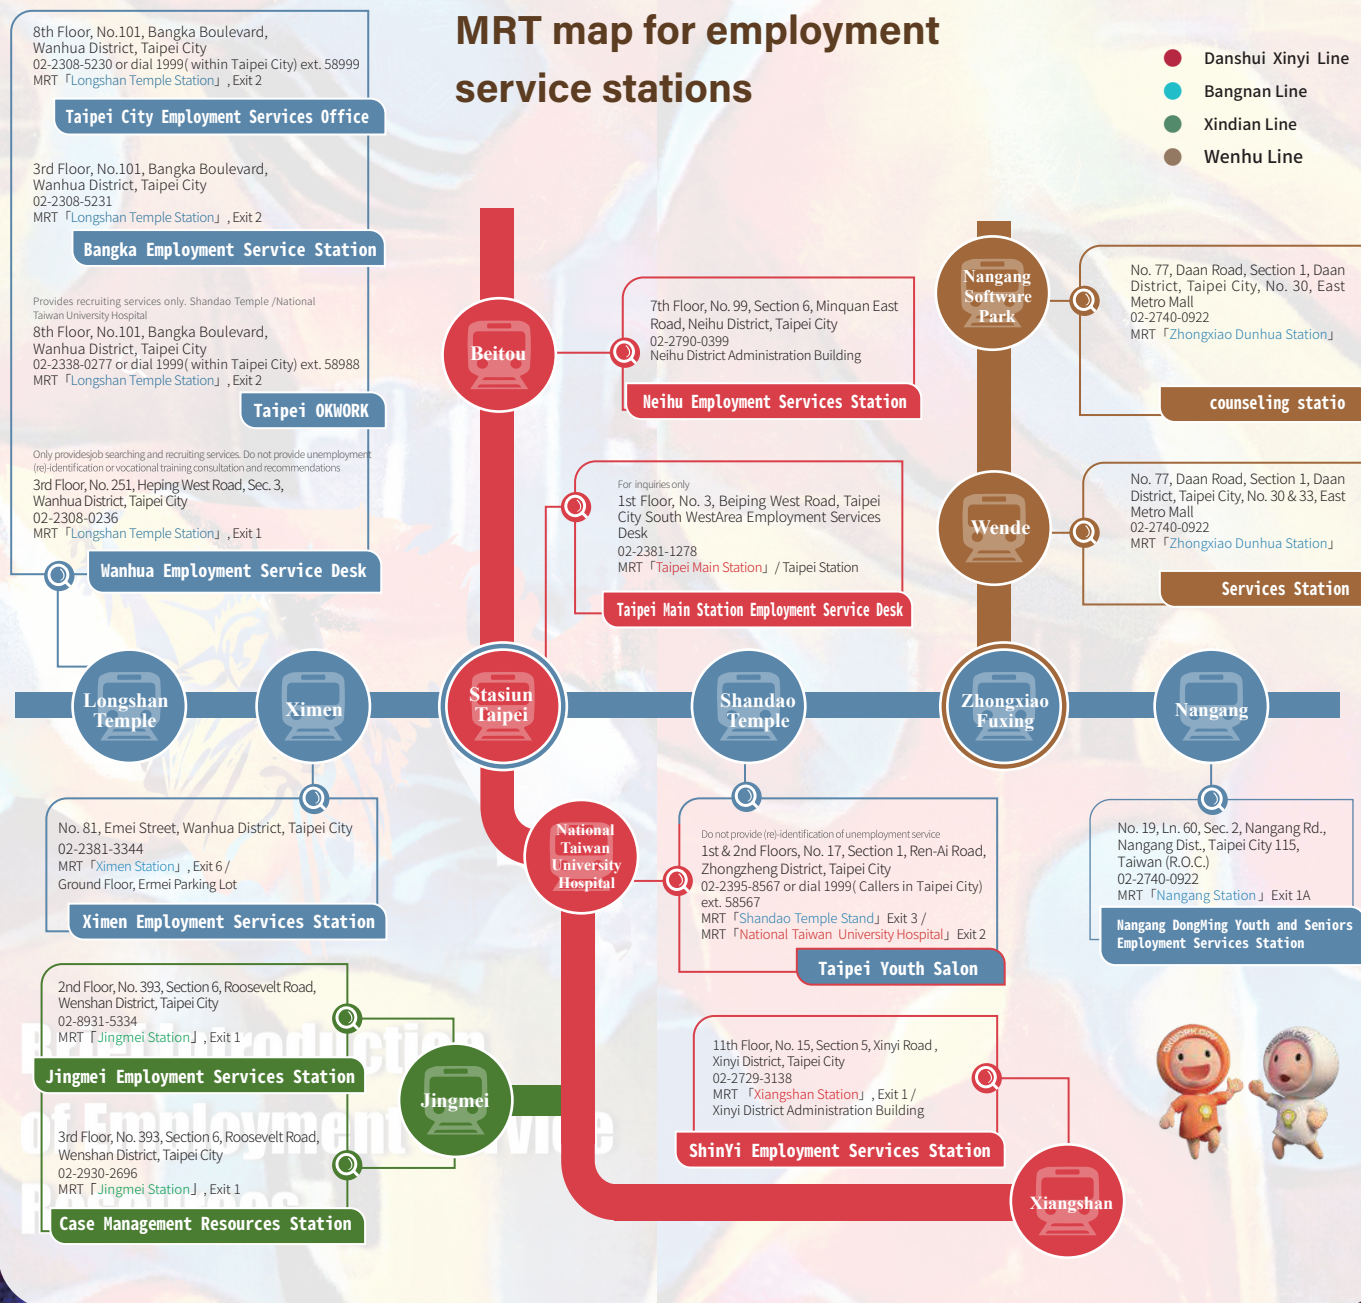 MRT map for employment
service stations
Danshui Xinyi Line
Bangnan Line
Xindian Line
Wenhu Line
8th Floor, No.101, Bangka Boulevard,
Wanhua District, Taipei City
02-2308-5230 or dial 1999( within Taipei City) ext. 58999
MRT「Longshan Temple Station」, Exit 2
Taipei City Employment Services Office
3rd Floor, No.101, Bangka Boulevard,
Wanhua District, Taipei City
02-2308-5231
MRT「Longshan Temple Station」, Exit 2
Bangka Employment Service Station
Provides recruiting services only. Shandao Temple /National
Taiwan University Hospital
8th Floor, No.101, Bangka Boulevard,
Wanhua District, Taipei City
02-2338-0277 or dial 1999( within Taipei City) ext. 58988
MRT「Longshan Temple Station」, Exit 2
Taipei OKWORK
Only providesjob searching and recruiting services. Do not provide unemployment
(re)-identification or vocational training consultation and recommendations
3rd Floor, No. 251, Heping West Road, Sec. 3,
Wanhua District, Taipei City
02-2308-0236
MRT「Longshan Temple Station」, Exit 1
Wanhua Employment Service Desk
Beitou
7th Floor, No. 99, Section 6, Minquan East
Road, Neihu District, Taipei City
02-2790-0399
Neihu District Administration Building
Neihu Employment Services Station
For inquiries only
1st Floor, No. 3, Beiping West Road, Taipei
City South WestArea Employment Services
Desk
02-2381-1278
MRT「Taipei Main Station」/ Taipei Station
Taipei Main Station Employment Service Desk
Nangang
Software
Park
No. 77, Daan Road, Section 1, Daan
District, Taipei City, No. 30, East
Metro Mall
02-2740-0922
MRT「Zhongxiao Dunhua Station」
counseling statio
Wende
No. 77, Daan Road, Section 1, Daan
District, Taipei City, No. 30 & 33, East
Metro Mall
02-2740-0922
MRT「Zhongxiao Dunhua Station」
Services Station
Longshan
Temple
Ximen
Stasiun
Taipei
Shandao
Temple
Zhongxiao
Fuxing
Nangang
No. 81, Emei Street, Wanhua District, Taipei City
02-2381-3344
MRT「Ximen Station」, Exit 6 /
Ground Floor, Ermei Parking Lot
Ximen Employment Services Station
National
Taiwan
University
Hospital
Do not provide (re)-identification of unemployment service
1st & 2nd Floors, No. 17, Section 1, Ren-Ai Road,
Zhongzheng District, Taipei City
02-2395-8567 or dial 1999( Callers in Taipei City)
ext. 58567
MRT「Shandao Temple Stand」Exit 3 /
MRT「National Taiwan University Hospital」Exit 2
Taipei Youth Salon
No. 19, Ln. 60, Sec. 2, Nangang Rd.,
Nangang Dist., Taipei City 115,
Taiwan (R.O.C.)
02-2740-0922
MRT「Nangang Station」Exit 1A
Nangang DongMing Youth and Seniors
Employment Services Station
2nd Floor, No. 393, Section 6, Roosevelt Road,
Wenshan District, Taipei City
02-8931-5334
MRT「Jingmei Station」, Exit 1
Jingmei Employment Services Station
Jingmei
3rd Floor, No. 393, Section 6, Roosevelt Road,
Wenshan District, Taipei City
02-2930-2696
MRT「Jingmei Station」, Exit 1
Case Management Resources Station
11th Floor, No. 15, Section 5, Xinyi Road ,
Xinyi District, Taipei City
02-2729-3138
MRT「Xiangshan Station」, Exit 1 /
Xinyi District Administration Building
ShinYi Employment Services Station
Xiangshan
Brief Introduction
of Employment Service
Resources
OKWORK.GOV